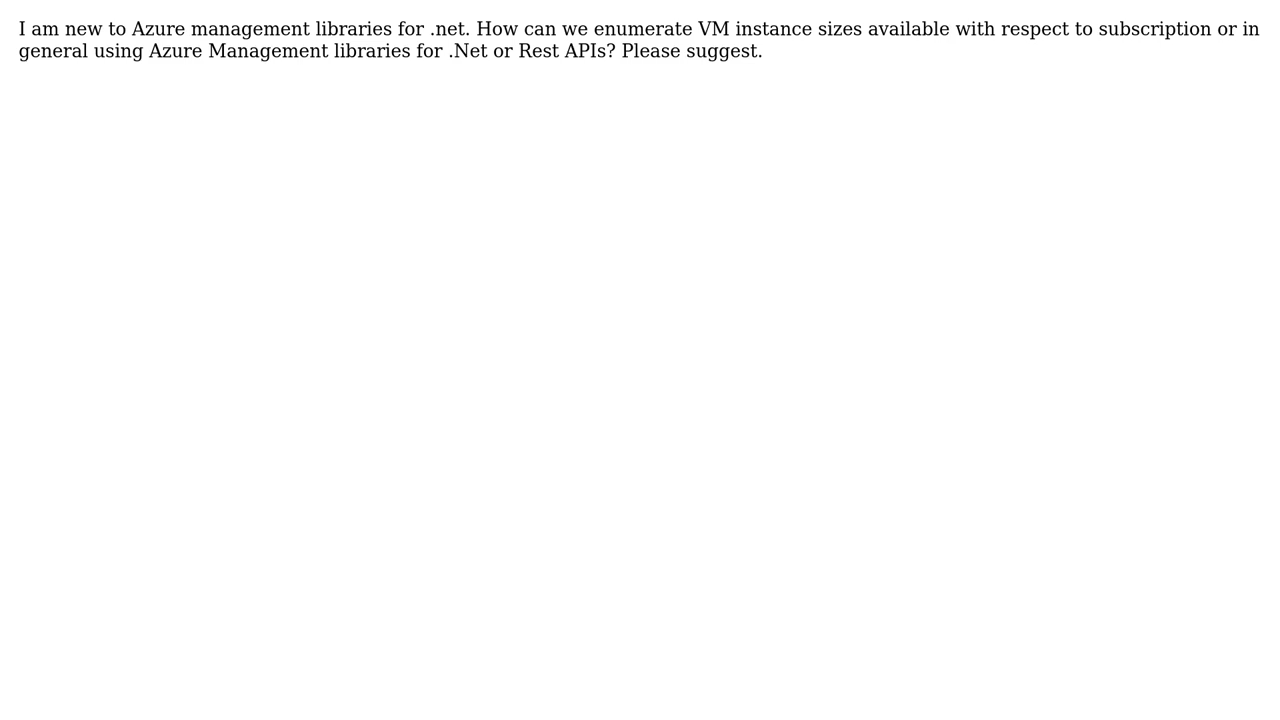 I am new to Azure management libraries for .net. How can we enumerate VM instance sizes available with respect to subscription or in
general using Azure Management libraries for .Net or Rest APIs? Please suggest.